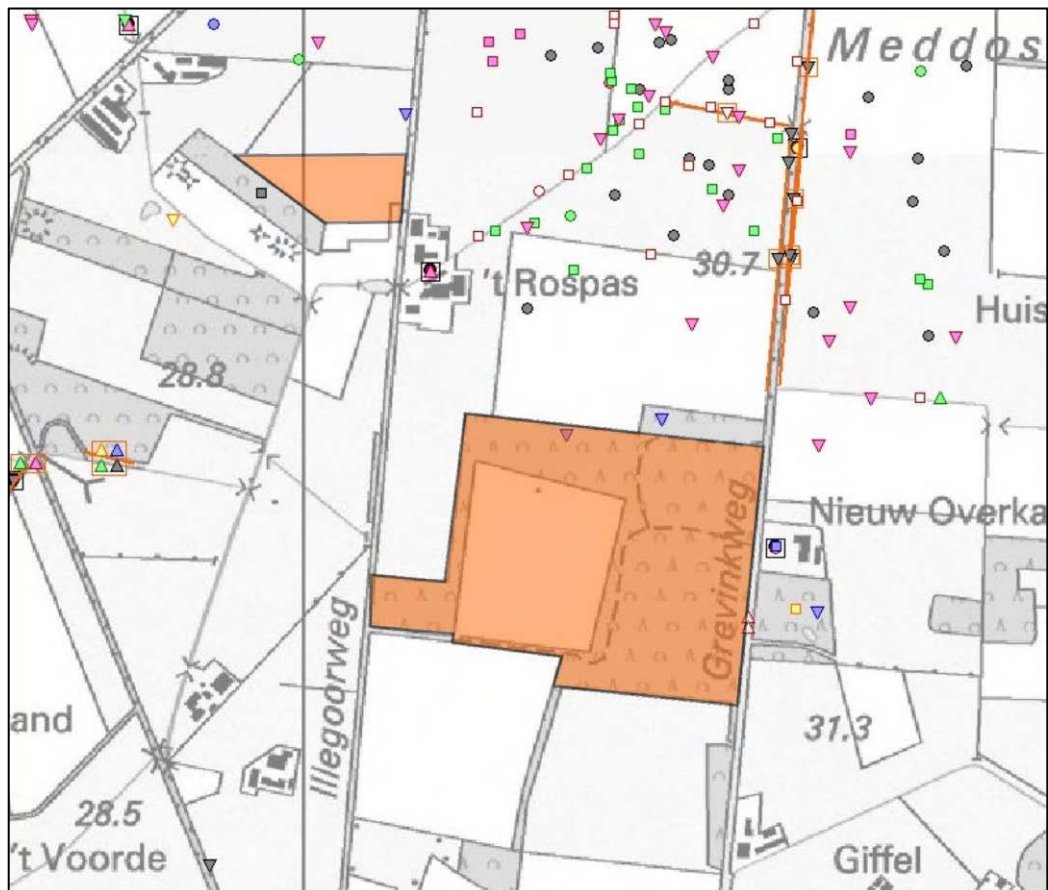 Meddos
't Rospas
30.7
Huis
28.8
Nieuw Overka
Grevinkweg
Illegoorweg
and
31.3
28.5
't Voorde
Giffel